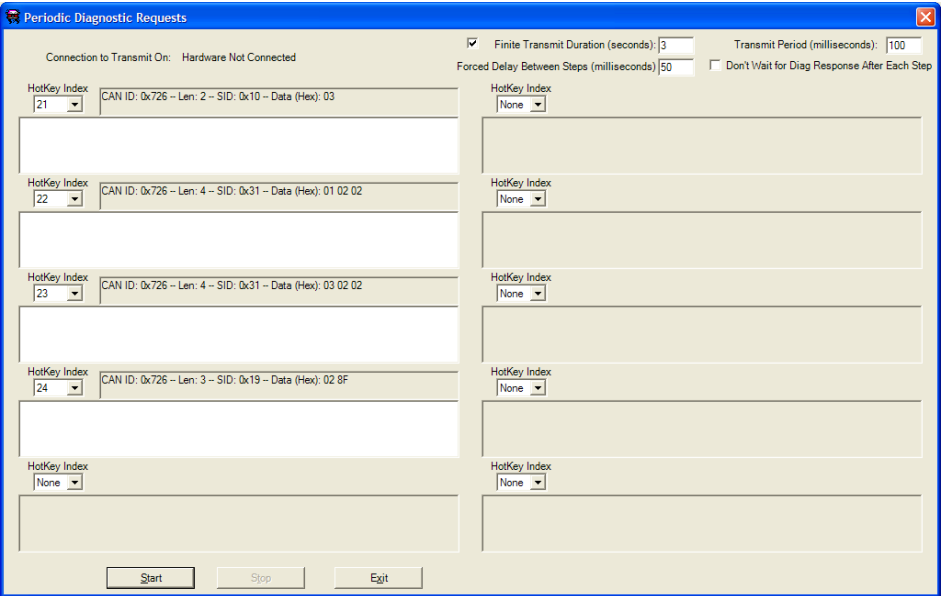 Periodic Diagnostic Requests
Finite Transmit Duration (seconds): 3 Transmit Period (milliseconds): 100
Connection to Transmit On: Hardware Not Connected
Forced Delay Between Steps (milliseconds) 50 Don't Wait for Diag Response After Each Step
HotKey Index HotKey Index
21 CAN ID: 0x726 -- Len: 2 -- SID: 0x10 -- Data (Hex): 03 None
HotKey Index HotKey Index
22 CAN ID: 0x726 -- Len: 4 -- SID: 0x31 -- Data (Hex): 01 02 02 None
HotKey Index HotKey Index
23 CAN ID: 0x726 -- Len: 4 -- SID: 0x31 -- Data (Hex): 03 02 02 None
HotKey Index HotKey Index
24 CAN ID: 0x726 -- Len: 3 -- SID: 0x19 -- Data (Hex): 02 8F None
HotKey Index HotKey Index
None None
Start Stop Exit